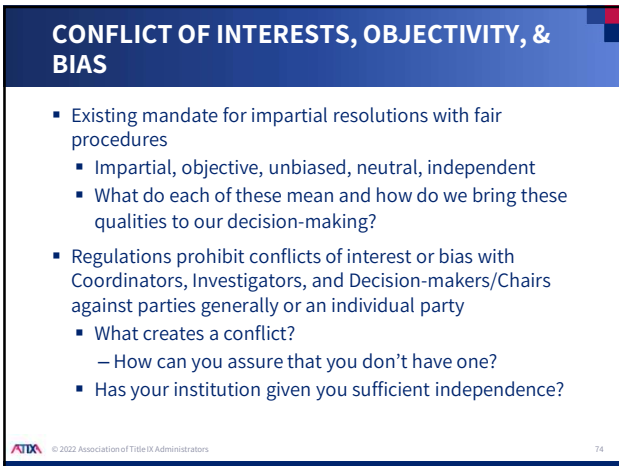 CONFLICT OF INTERESTS, OBJECTIVITY, &
BIAS
▪ Existing mandate for impartial resolutions with fair
procedures
▪ Impartial, objective, unbiased, neutral, independent
▪ What do each of these mean and how do we bring these
qualities to our decision-making?
▪ Regulations prohibit conflicts of interest or bias with
Coordinators, Investigators, and Decision-makers/Chairs
against parties generally or an individual party
▪ What creates a conflict?
– How can you assure that you don’t have one?
▪ Has your institution given you sufficient independence?
ATIXA © 2022 Association of Title IX Administrators 74